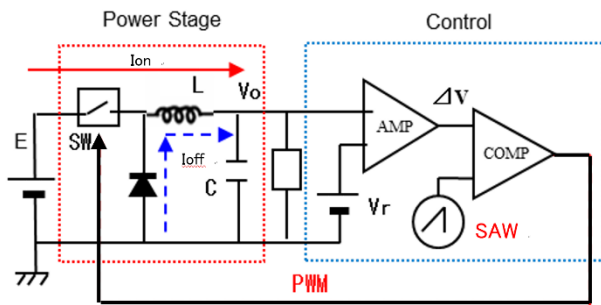 Power Stage
Control
Ion
L
Vo
ΔV
E
SW
AMP
Ioff
COMP
C
Vr
SAW
PWM